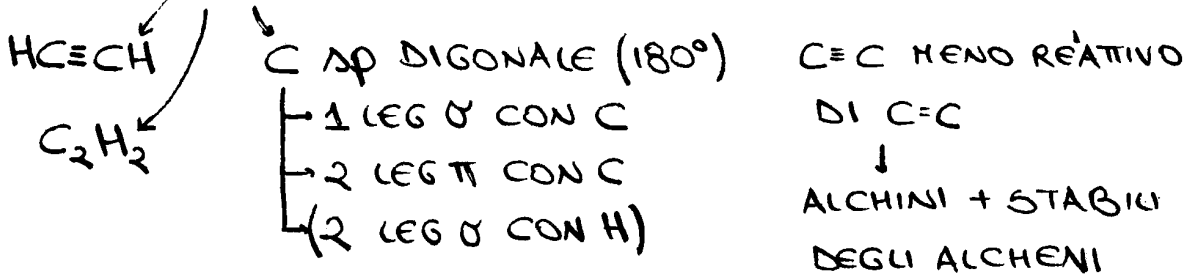 HC≡CH
C₂H₂
C sp DIGONALE (180°)
1 LEG σ CON C
2 LEG π CON C
(2 LEG σ CON H)
C≡C MENO REATTIVO
DI C=C
↓
ALCHINI + STABILI
DEGLI ALCHENI